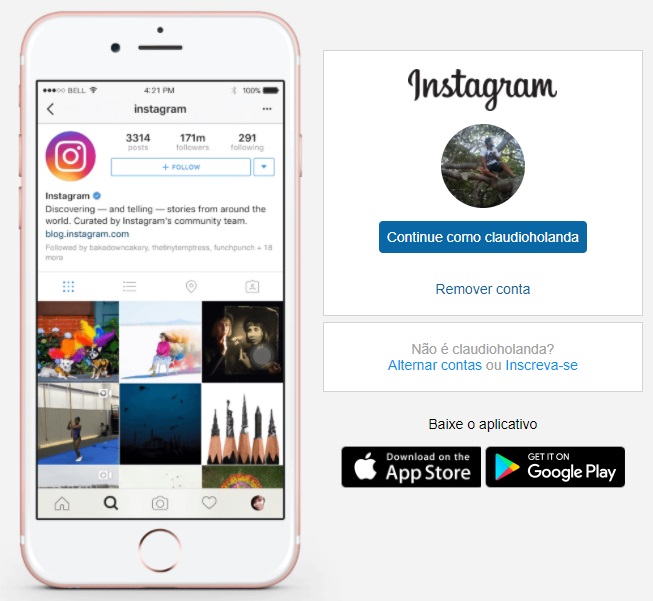 BELL 4:21 PM 100%
instagram
3314 171m 291
posts followers following
+ FOLLOW
Instagram
Discovering — and telling — stories from around the
world. Curated by Instagram's community team.
blog.instagram.com
Followed by bakedowncakery, thetinytemptress, funchpunch + 18
more
Instagram
Continue como claudioholanda
Remover conta
Não é claudioholanda?
Alternar contas ou Inscreva-se
Baixe o aplicativo
Download on the
App Store
GET IT ON
Google Play